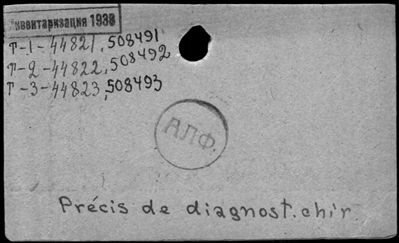 Инвентаризация 1938
Т-1-44821, 508491
Т-2-44822, 508492
Т-3-44823, 508493
АЛФ.
Précis de diagnost. chir.